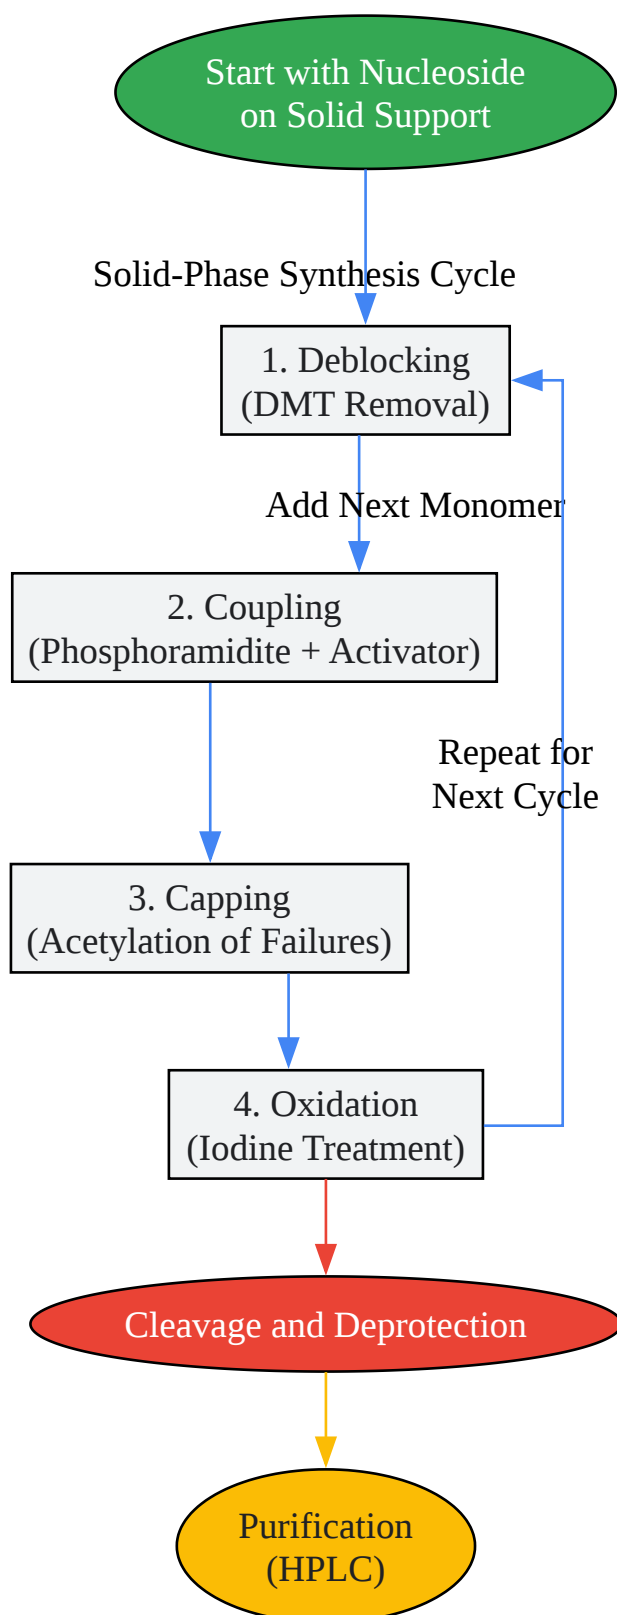 Start with Nucleoside
on Solid Support
Solid-Phase Synthesis Cycle
1. Deblocking
(DMT Removal)
Add Next Monomer
2. Coupling
(Phosphoramidite + Activator)
Repeat for
Next Cycle
3. Capping
(Acetylation of Failures)
4. Oxidation
(Iodine Treatment)
Cleavage and Deprotection
Purification
(HPLC)